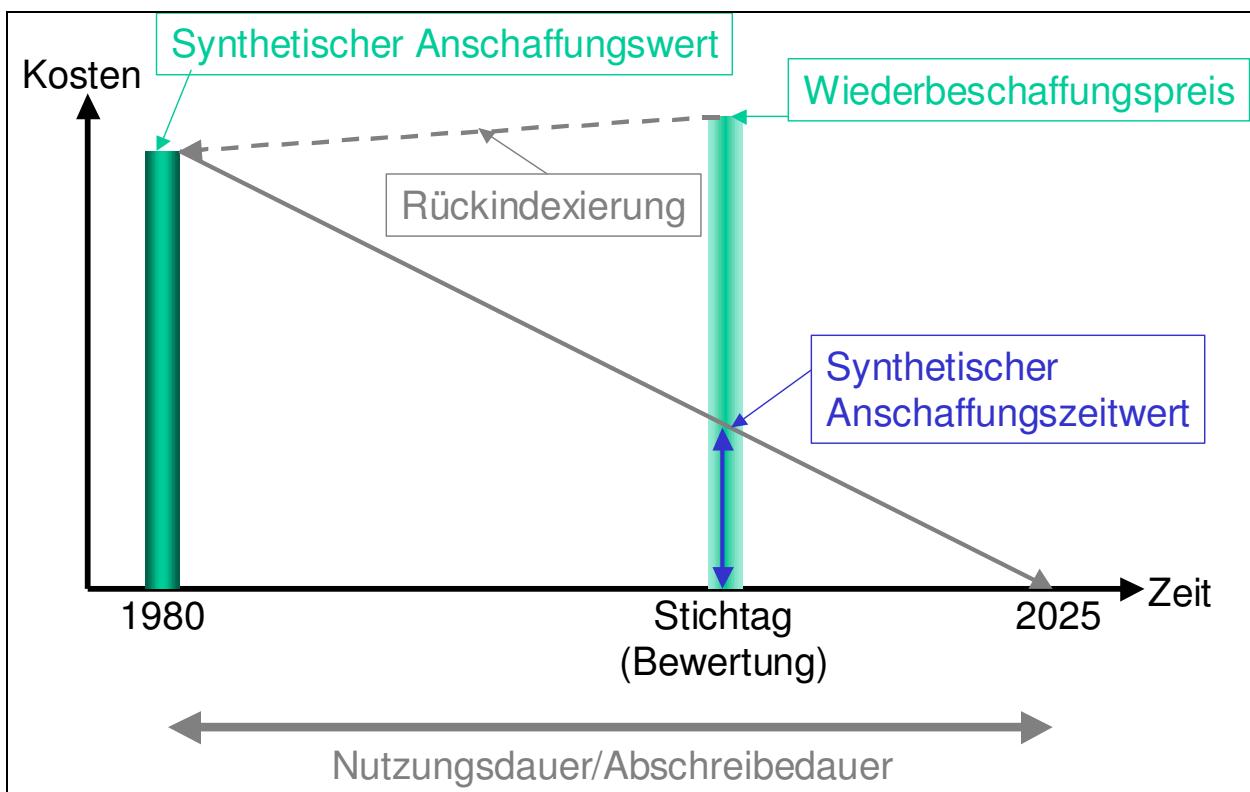 Synthetischer Anschaffungswert
Kosten
Wiederbeschaffungspreis
Rückindexierung
Synthetischer
Anschaffungszeitwert
Zeit
1980
Stichtag
(Bewertung)
2025
Nutzungsdauer/Abschreibedauer